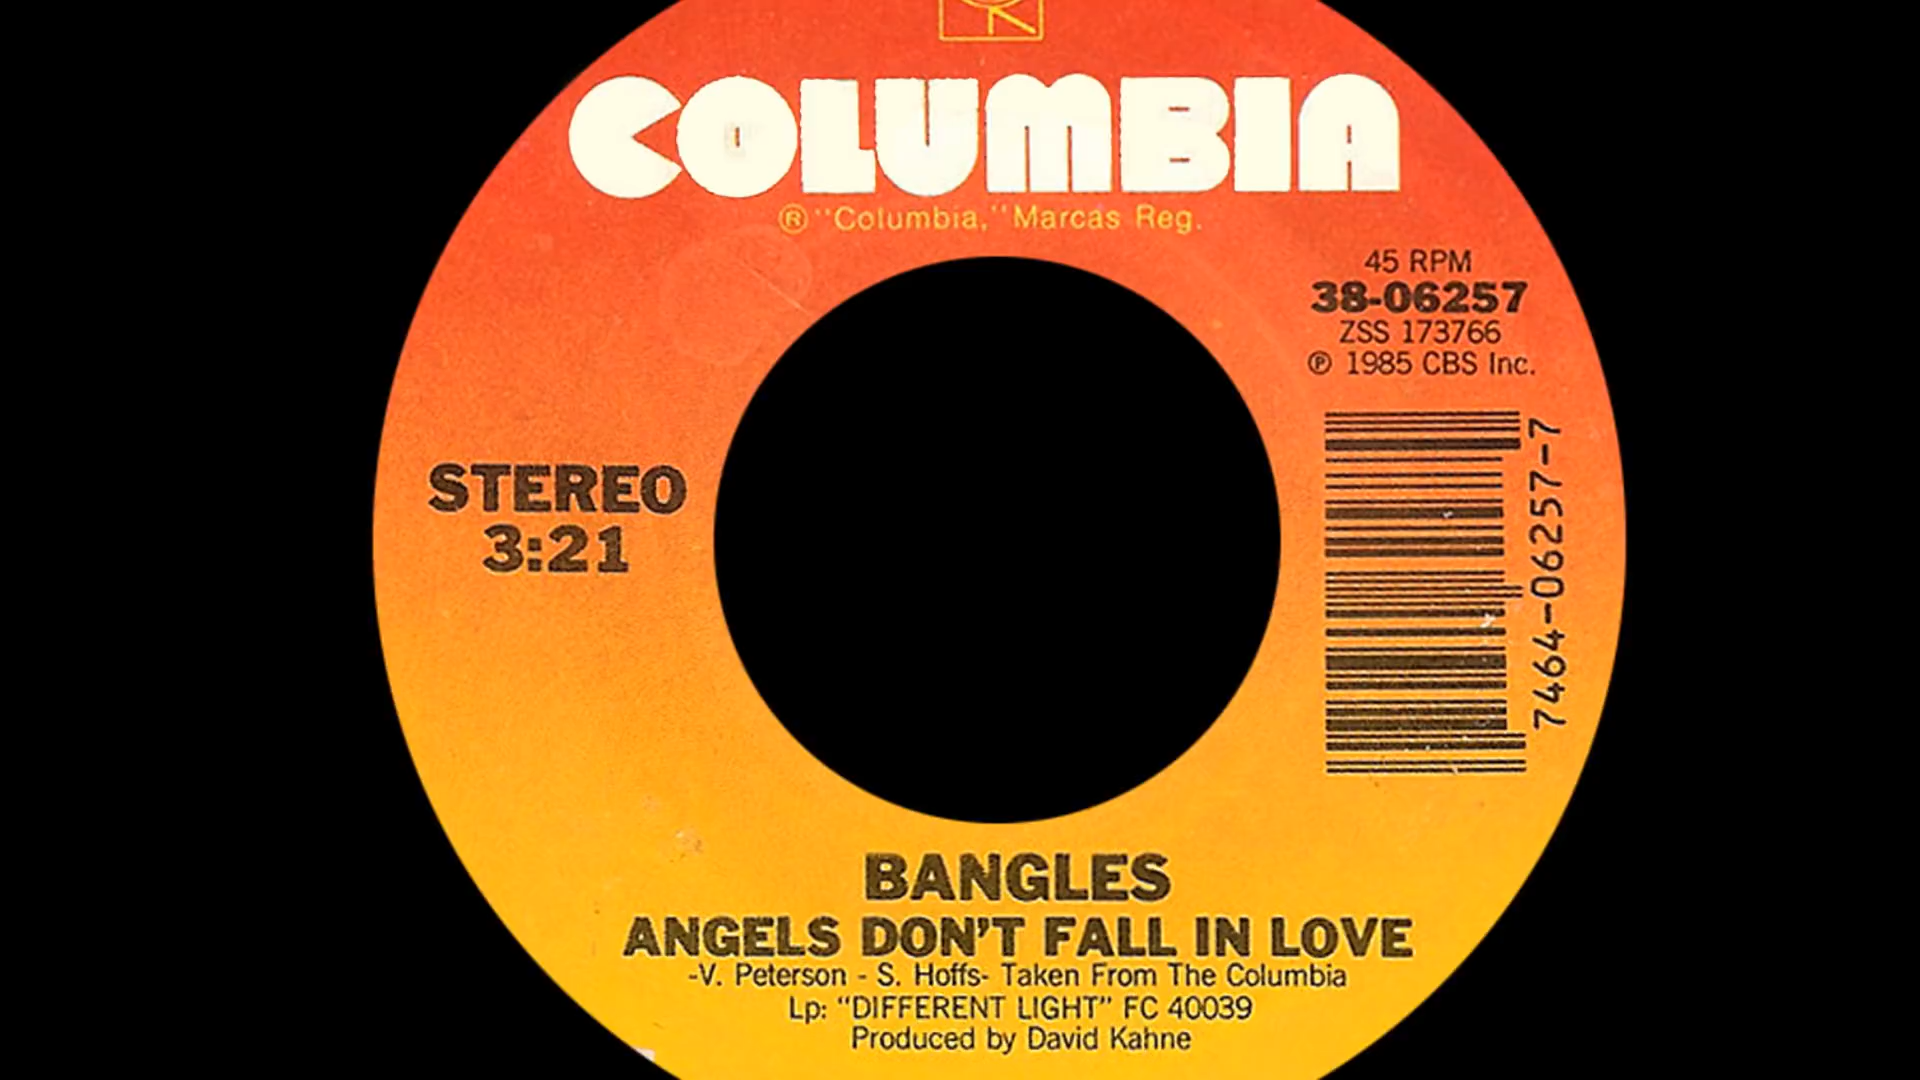 COLUMBIA
® "Columbia," Marcas Reg.
45 RPM
38-06257
ZSS 173766
℗ 1985 CBS Inc.
7464-06257-7
STEREO
3:21
BANGLES
ANGELS DON'T FALL IN LOVE
-V. Peterson - S. Hoffs- Taken From The Columbia
Lp: "DIFFERENT LIGHT" FC 40039
Produced by David Kahne